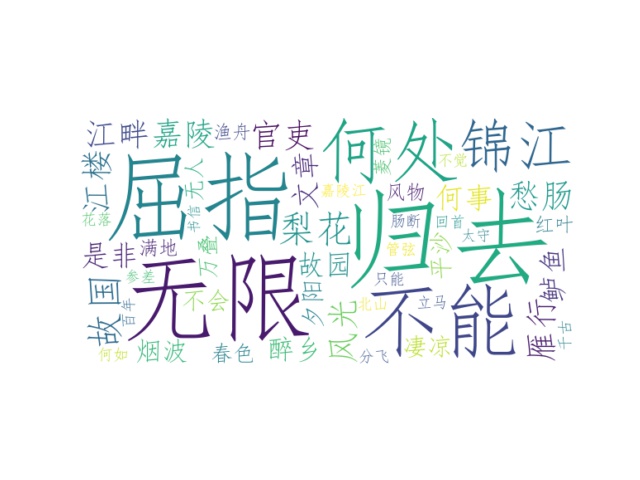 江畔
嘉陵
渔舟
官吏
何处
菱镜
锦江
不觉
江楼
屈指
无人
文章
嘉陵江
风物
何事
愁肠
花落
书信
梨花
归去
肠断
回首
红叶
太守
是非
满地
万叠
故园
管弦
平沙
鲈鱼
故国
参差
百年
无限
不会
夕阳
只能
风光
北山
不能
立马
雁行
何如
烟波
春色
醉乡
分飞
凄凉
千古